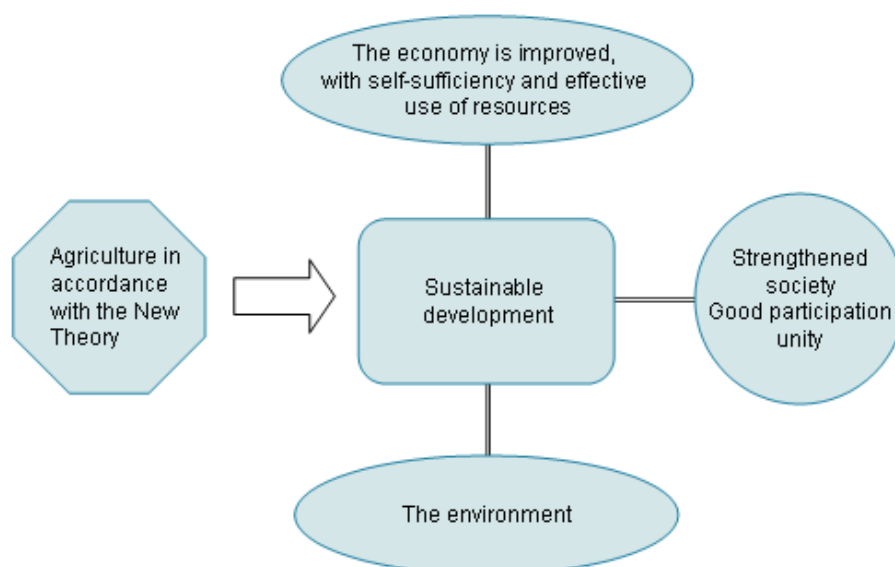 The economy is improved,
with self-sufficiency and effective
use of resources
Agriculture in
accordance
with the New
Theory
Sustainable
development
Strengthened
society
Good participation
unity
The environment